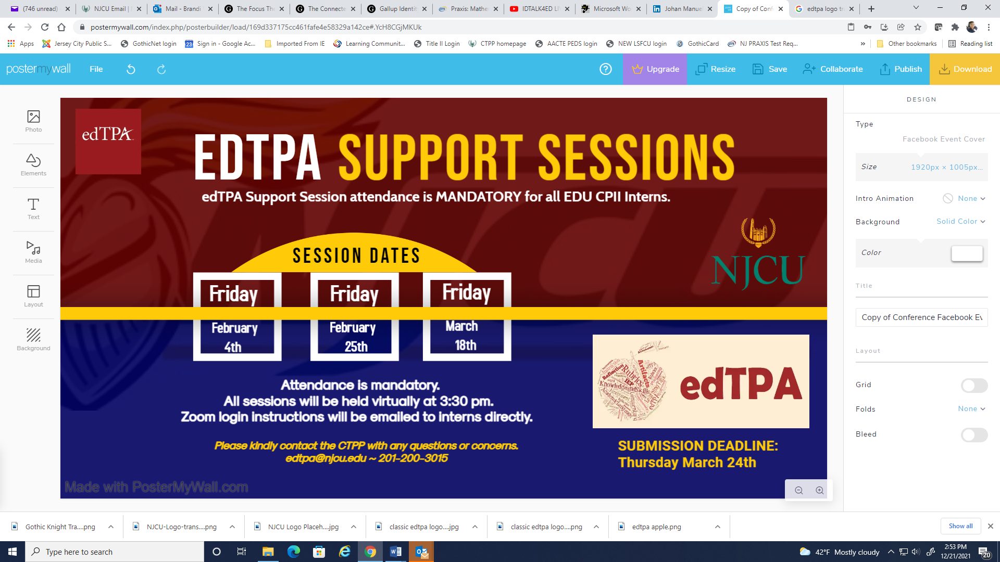 (746 unread)
NJCU Email |
Mail - Brandi
The Focus The
The Connecte
Gallup Identit
Praxis: Mathe
IDTALK4ED LI
Microsoft Wo
Johan Manuel
Copy of Conf
edtpa logo tr
postermywall.com/index.php/posterbuilder/load/169d337175cc461fafe4e58329a142ce#.YcH8CGjMKUk
Apps
Jersey City Public S...
GothicNet login
23
Sign in - Google Ac...
Imported From IE
Learning Communit...
Title II Login
CTPP homepage
AACTE PEDS login
NEW LSFCU login
GothicCard
NJ PRAXIS Test Req...
»
Other bookmarks
Reading list
postermywall
File
Upgrade
Resize
Save
Collaborate
Publish
Download
Photo
Elements
Text
Media
Layout
Background
edTPA
EDTPA SUPPORT SESSIONS
edTPA Support Session attendance is MANDATORY for all EDU CPII Interns.
NJCU
SESSION DATES
Friday
February
4th
Friday
February
25th
Friday
March
18th
Attendance is mandatory.
All sessions will be held virtually at 3:30 pm.
Zoom login instructions will be emailed to interns directly.
Please kindly contact the CTPP with any questions or concerns.
edtpa@njcu.edu ~ 201-200-3015
Reflection
Rubrics
Artifacts
IEP
KnowledgeandSkills
edTPA
SUBMISSION DEADLINE:
Thursday March 24th
Made with PosterMyWall.com
DESIGN
Type
Facebook Event Cover
Size
1920px × 1005px...
Intro Animation
None
Background
Solid Color
Color
Title
Copy of Conference Facebook Ev
Layout
Grid
Folds
None
Bleed
Gothic Knight Tra....png
NJCU-Logo-trans....png
NJCU Logo Placeh....jpg
classic edtpa logo....jpg
classic edtpa logo....png
edtpa apple.png
Show all
Type here to search
42°F Mostly cloudy
2:53 PM
12/21/2021
20